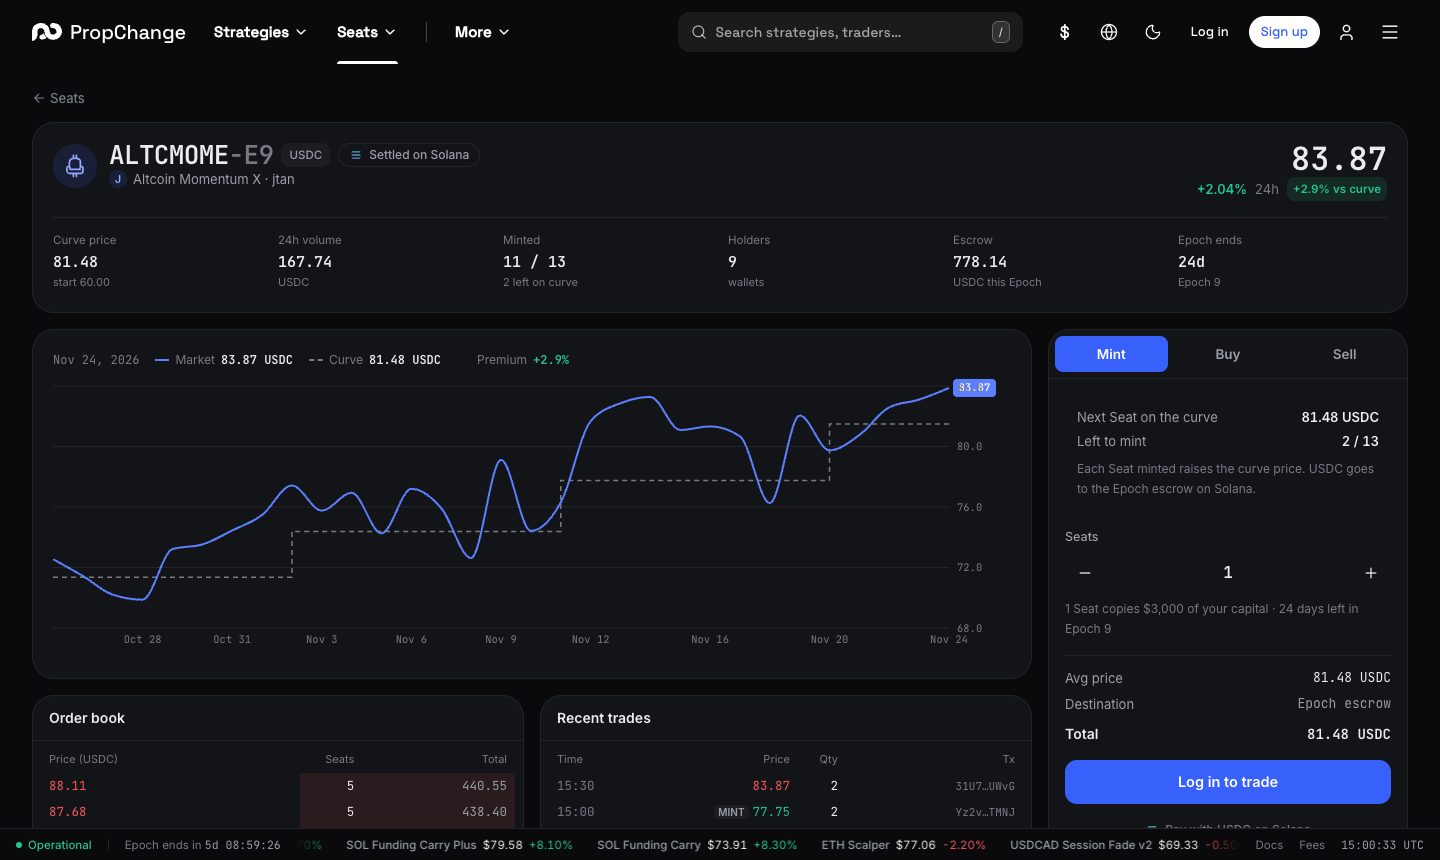 PropChange Strategies Seats More Search strategies, traders... / $ Log in Sign up
← Seats
ALTCMOME-E9 USDC Settled on Solana 83.87
J Altcoin Momentum X · jtan +2.04% 24h +2.9% vs curve
Curve price 24h volume Minted Holders Escrow Epoch ends
81.48 167.74 11 / 13 9 778.14 24d
start 60.00 USDC 2 left on curve wallets USDC this Epoch Epoch 9
Nov 24, 2026 Market 83.87 USDC Curve 81.48 USDC Premium +2.9%
83.87
80.0
76.0
72.0
68.0
Oct 28 Oct 31 Nov 3 Nov 6 Nov 9 Nov 12 Nov 16 Nov 20 Nov 24
Mint Buy Sell
Next Seat on the curve 81.48 USDC
Left to mint 2 / 13
Each Seat minted raises the curve price. USDC goes
to the Epoch escrow on Solana.
Seats
− 1 +
1 Seat copies $3,000 of your capital · 24 days left in
Epoch 9
Avg price 81.48 USDC
Destination Epoch escrow
Total 81.48 USDC
Log in to trade
Pay with USDC on Solana
Order book
Price (USDC) Seats Total
88.11 5 440.55
87.68 5 438.40
Recent trades
Time Price Qty Tx
15:30 83.87 2 31U7…UWvG
15:00 MINT 77.75 2 Yz2v…TMNJ
Operational Epoch ends in 5d 08:59:26 SOL Funding Carry Plus $79.58 +8.10% SOL Funding Carry $73.91 +8.30% ETH Scalper $77.06 -2.20% USDCAD Session Fade v2 $69.33 Docs Fees 15:00:33 UTC